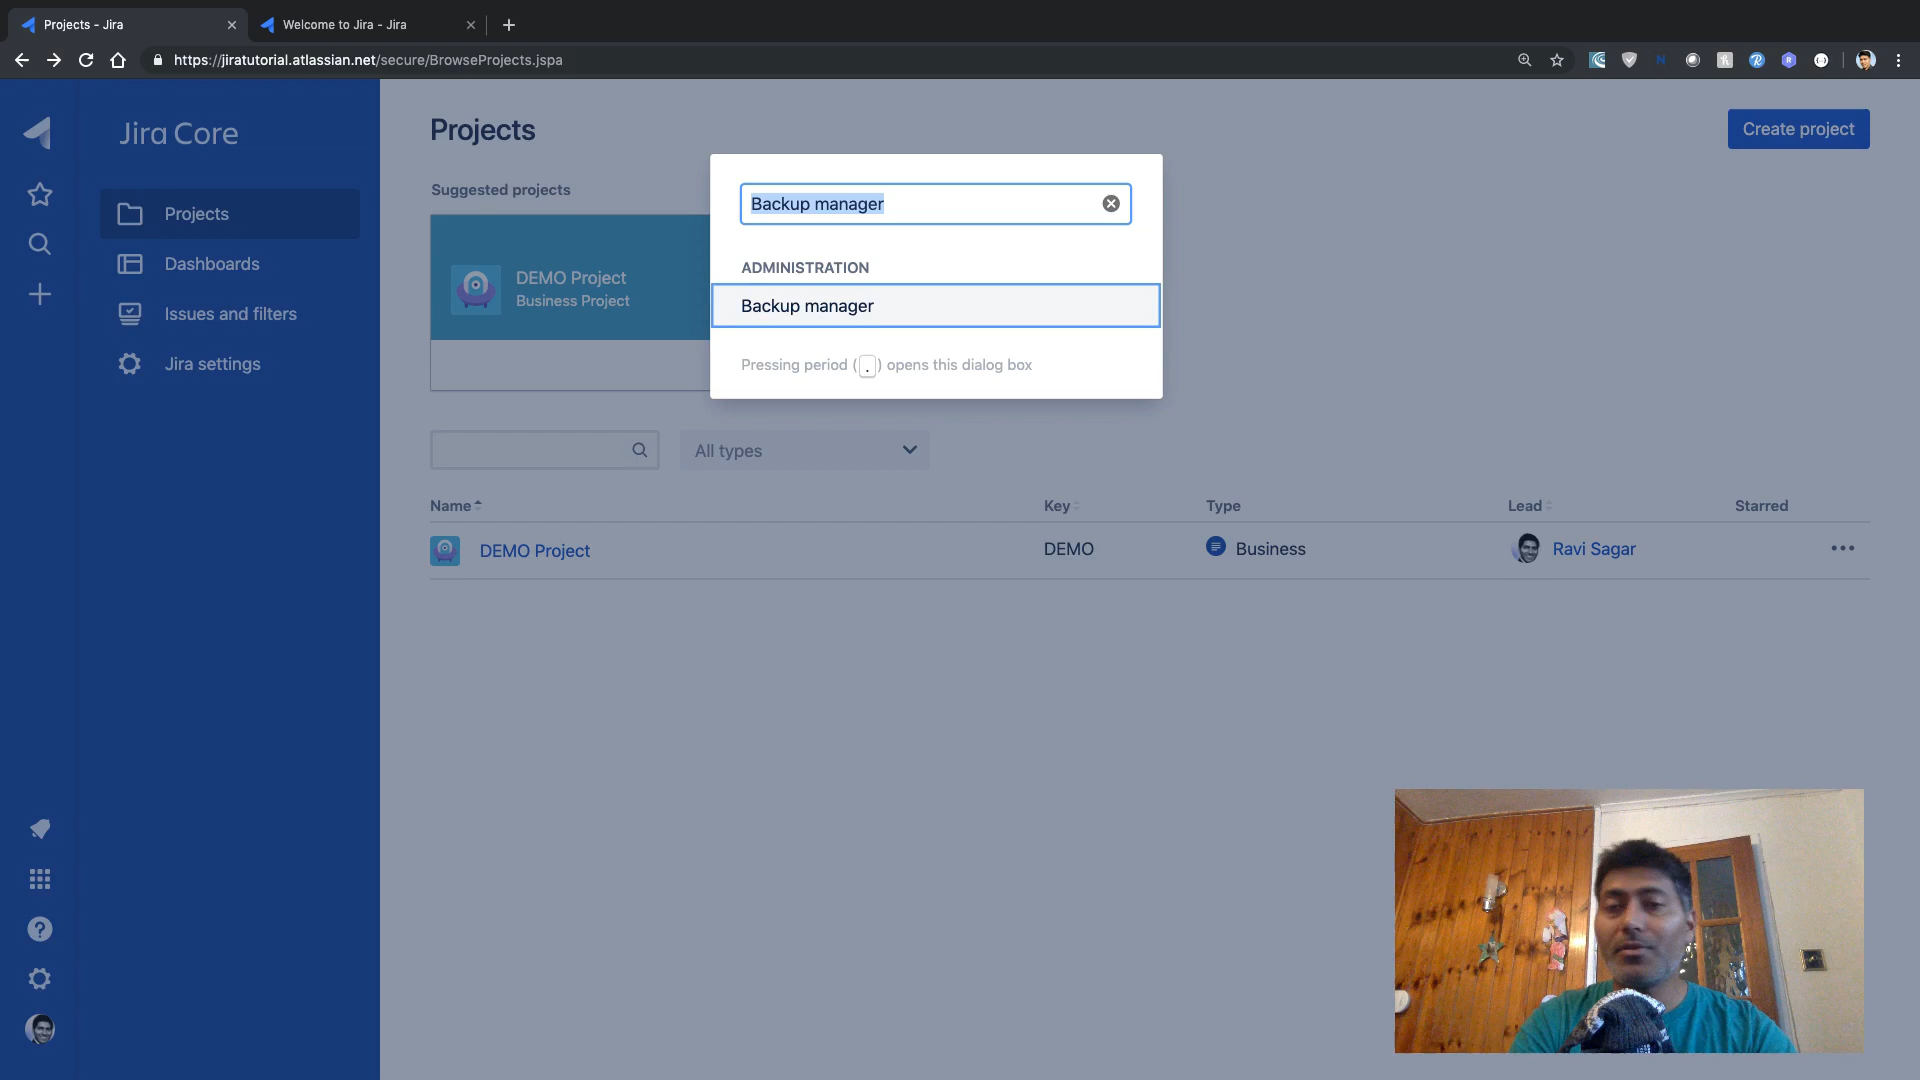 Projects - Jira
Welcome to Jira - Jira
https://jiratutorial.atlassian.net/secure/BrowseProjects.jspa
Jira Core
Projects
Dashboards
Issues and filters
Jira settings
Projects
Create project
Suggested projects
DEMO Project
Business Project
Backup manager
ADMINISTRATION
Backup manager
Pressing period ( . ) opens this dialog box
All types
Name
Key
Type
Lead
Starred
DEMO Project
DEMO
Business
Ravi Sagar